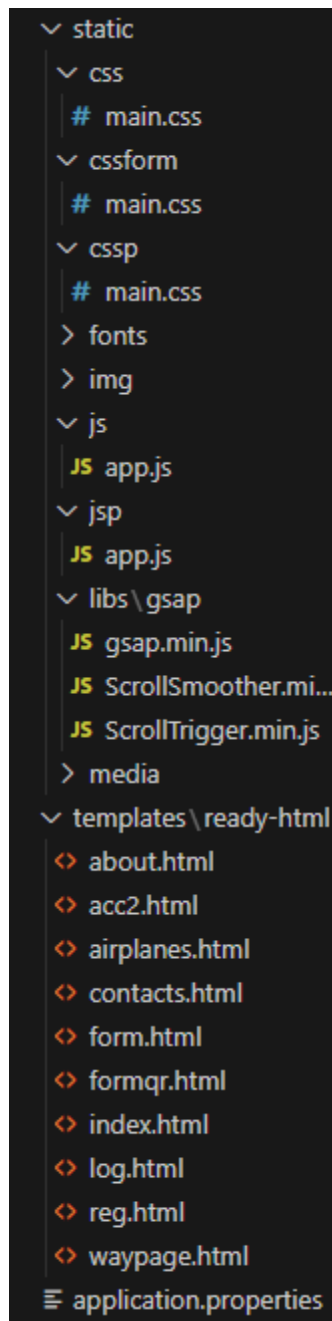 static
css
# main.css
cssform
# main.css
cssp
# main.css
fonts
img
js
JS app.js
jsp
JS app.js
libs\gsap
JS gsap.min.js
JS ScrollSmoother.mi...
JS ScrollTrigger.min.js
media
templates\ready-html
about.html
acc2.html
airplanes.html
contacts.html
form.html
formqr.html
index.html
log.html
reg.html
waypage.html
application.properties